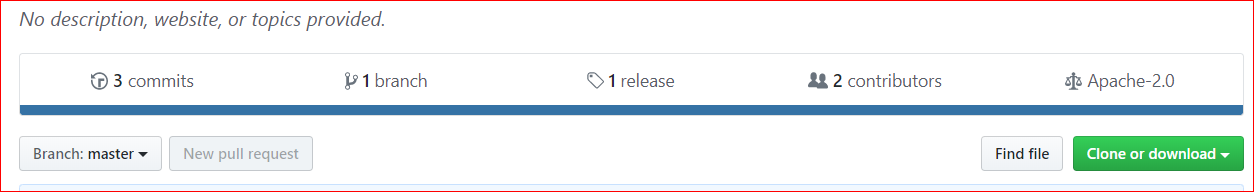 No description, website, or topics provided.
3 commits 1 branch 1 release 2 contributors Apache-2.0
Branch: master New pull request Find file Clone or download